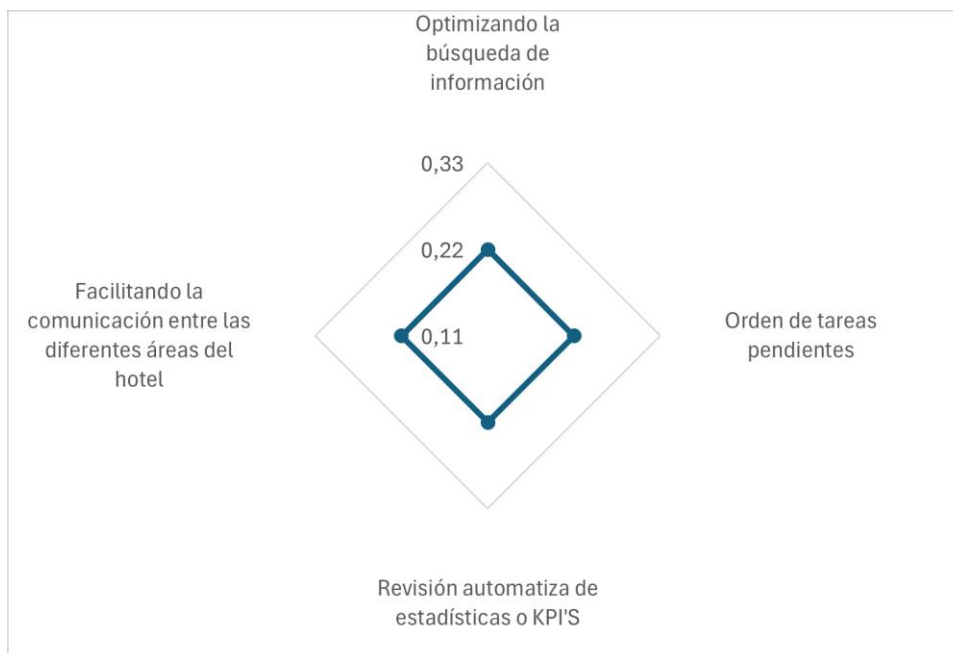 Optimizando la
búsqueda de
información
0,33
0,22
Facilitando la
comunicación entre las
diferentes áreas del
hotel
0,11
Orden de tareas
pendientes
Revisión automatiza de
estadísticas o KPI'S